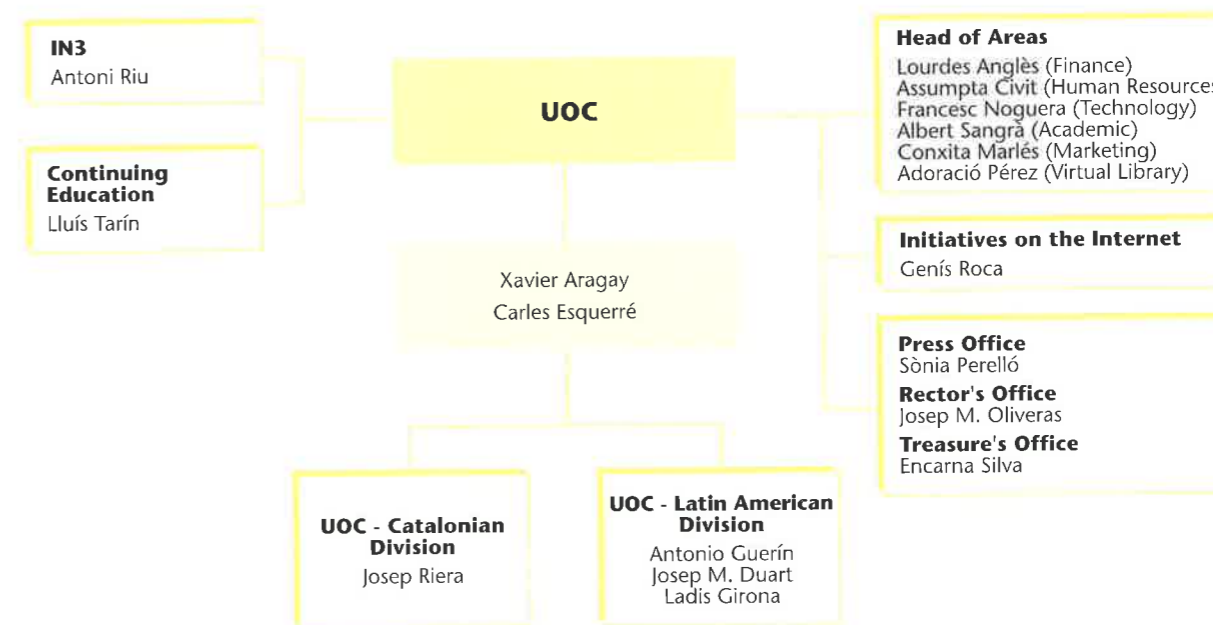 IN3
Antoni Riu
Continuing
Education
Lluís Tarín
UOC
Xavier Aragay
Carles Esquerré
Head of Areas
Lourdes Anglès (Finance)
Assumpta Civit (Human Resources
Francesc Noguera (Technology)
Albert Sangrà (Academic)
Conxita Marlés (Marketing)
Adoració Pérez (Virtual Library)
Initiatives on the Internet
Genís Roca
Press Office
Sònia Perelló
Rector's Office
Josep M. Oliveras
Treasure's Office
Encarna Silva
UOC - Catalonian
Division
Josep Riera
UOC - Latin American
Division
Antonio Guerín
Josep M. Duart
Ladis Girona